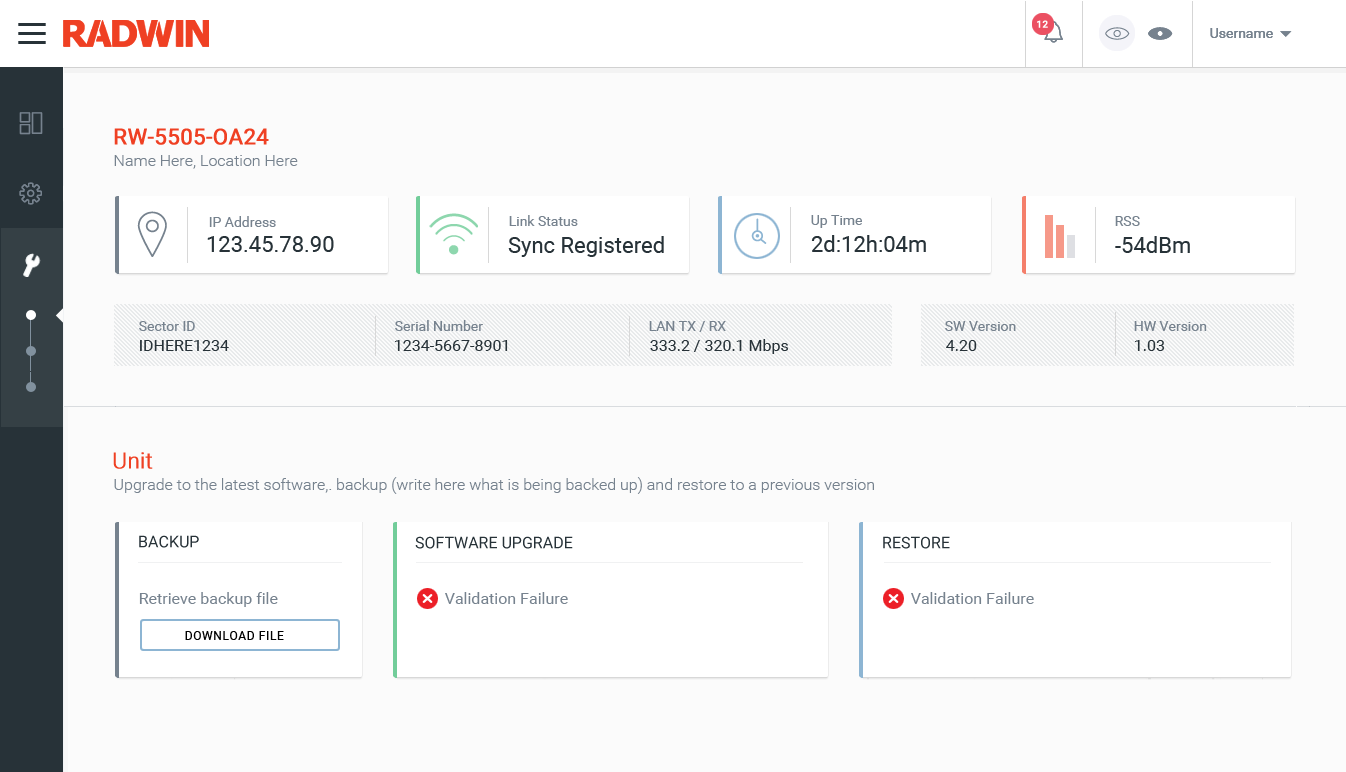 RADWIN
12
Username
RW-5505-OA24
Name Here, Location Here
IP Address
123.45.78.90
Link Status
Sync Registered
Up Time
2d:12h:04m
RSS
-54dBm
Sector ID
IDHERE1234
Serial Number
1234-5667-8901
LAN TX / RX
333.2 / 320.1 Mbps
SW Version
4.20
HW Version
1.03
Unit
Upgrade to the latest software,. backup (write here what is being backed up) and restore to a previous version
BACKUP
Retrieve backup file
DOWNLOAD FILE
SOFTWARE UPGRADE
Validation Failure
RESTORE
Validation Failure